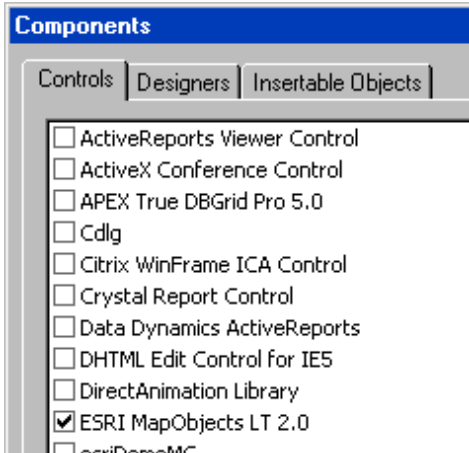 Components
Controls
Designers
Insertable Objects
ActiveReports Viewer Control
ActiveX Conference Control
APEX True DBGrid Pro 5.0
Cdlg
Citrix WinFrame ICA Control
Crystal Report Control
Data Dynamics ActiveReports
DHTML Edit Control for IE5
DirectAnimation Library
ESRI MapObjects LT 2.0